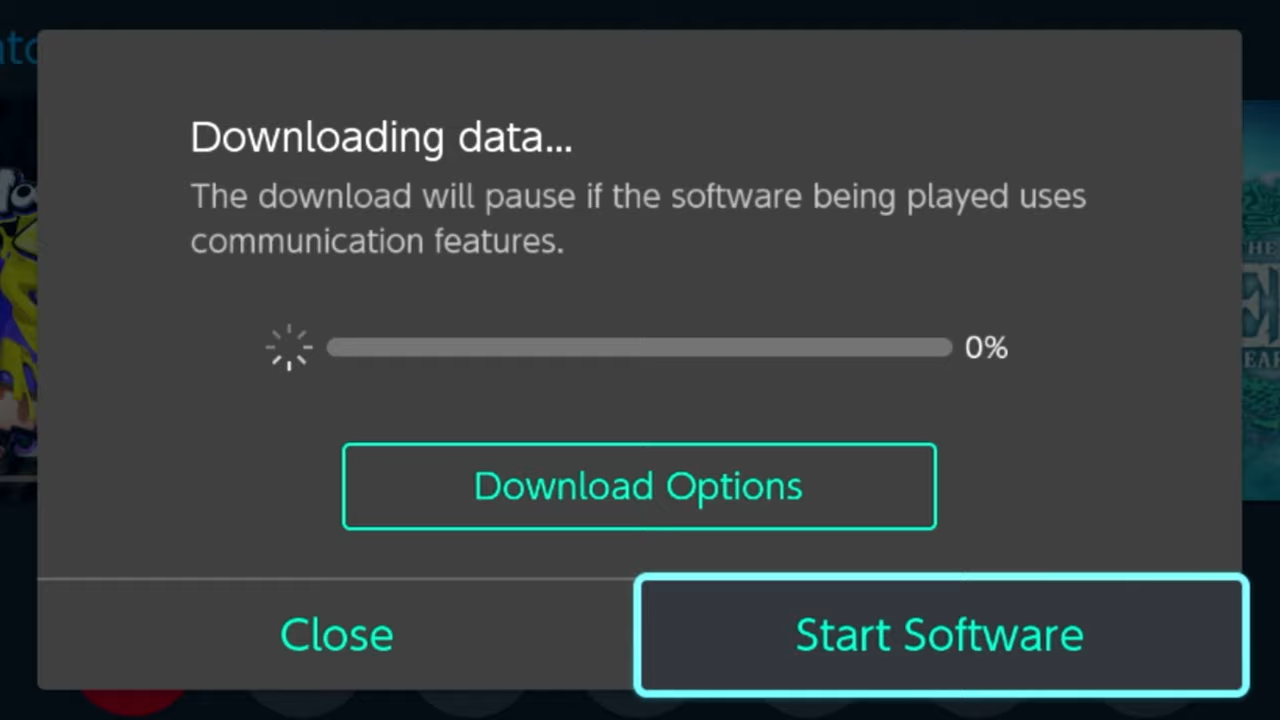 Downloading data...
The download will pause if the software being played uses
communication features.
0%
Download Options
Close
Start Software
THE